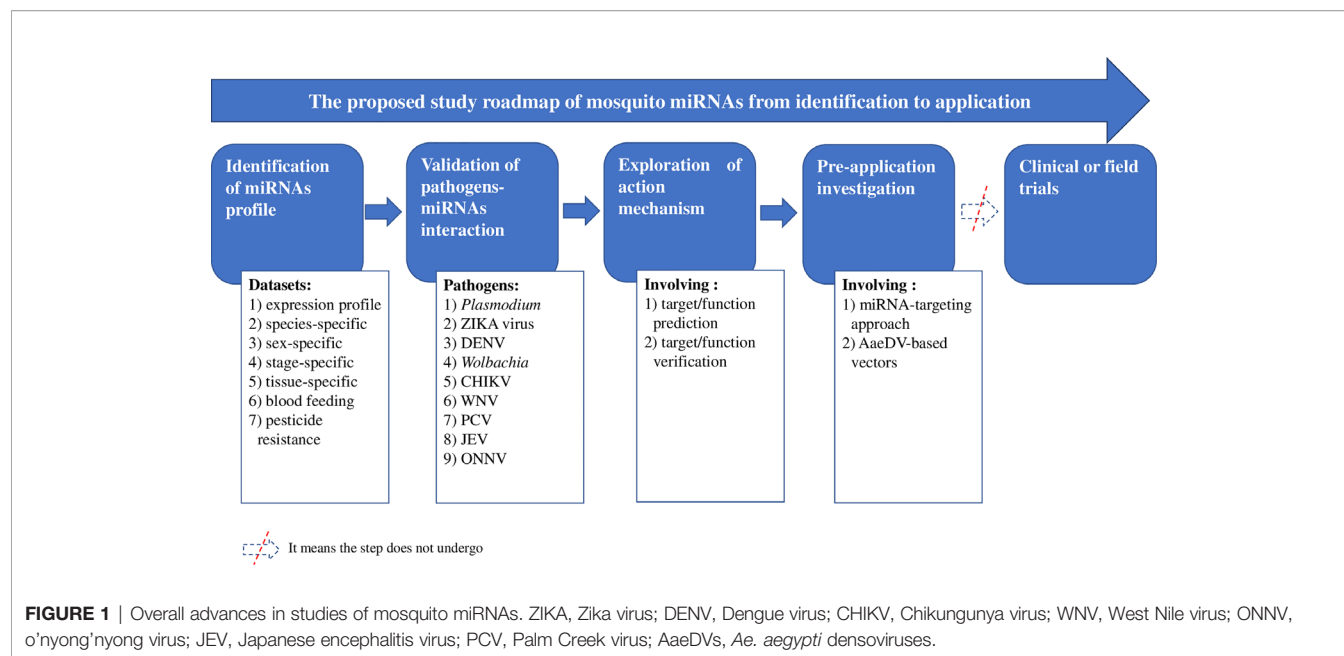 The proposed study roadmap of mosquito miRNAs from identification to application
Identification
of miRNAs
profile
Validation of
pathogens-
miRNAs
interaction
Exploration of
action
mechanism
Pre-application
investigation
Clinical or field
trials
Datasets:
1) expression profile
2) species-specific
3) sex-specific
4) stage-specific
5) tissue-specific
6) blood feeding
7) pesticide
resistance
Pathogens:
1) Plasmodium
2) ZIKA virus
3) DENV
4) Wolbachia
5) CHIKV
6) WNV
7) PCV
8) JEV
9) ONNV
Involving :
1) target/function
prediction
2) target/function
verification
Involving :
1) miRNA-targeting
approach
2) AaeDV-based
vectors
It means the step does not undergo
FIGURE 1 | Overall advances in studies of mosquito miRNAs. ZIKA, Zika virus; DENV, Dengue virus; CHIKV, Chikungunya virus; WNV, West Nile virus; ONNV,
o'nyong'nyong virus; JEV, Japanese encephalitis virus; PCV, Palm Creek virus; AaeDVs, Ae. aegypti densoviruses.